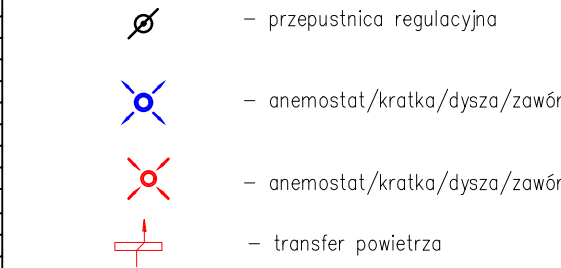 - przepustnica regulacyjna
- anemostat/kratka/dysza/zawór
- anemostat/kratka/dysza/zawór
- transfer powietrza